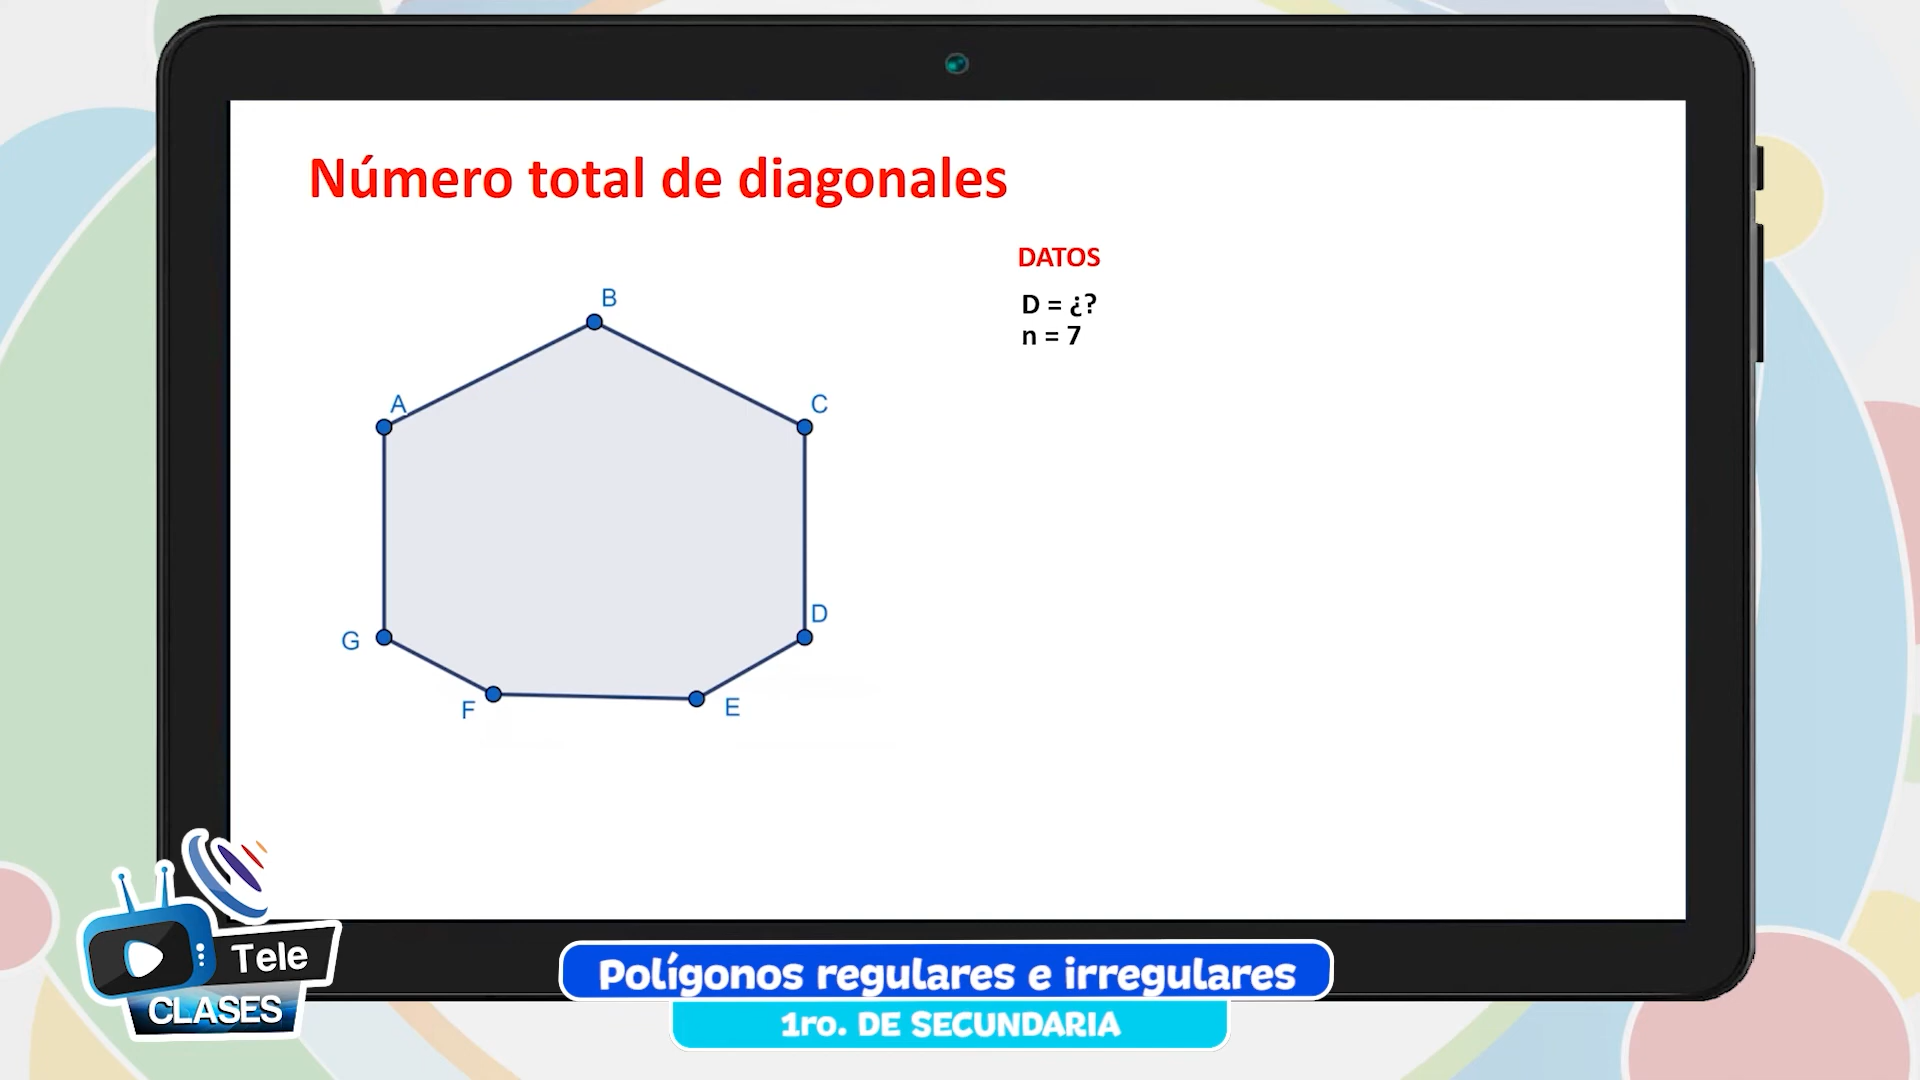 Número total de diagonales
DATOS
D = ¿?
n = 7
B
A
C
D
G
F
E
Tele
CLASES
Polígonos regulares e irregulares
1ro. DE SECUNDARIA